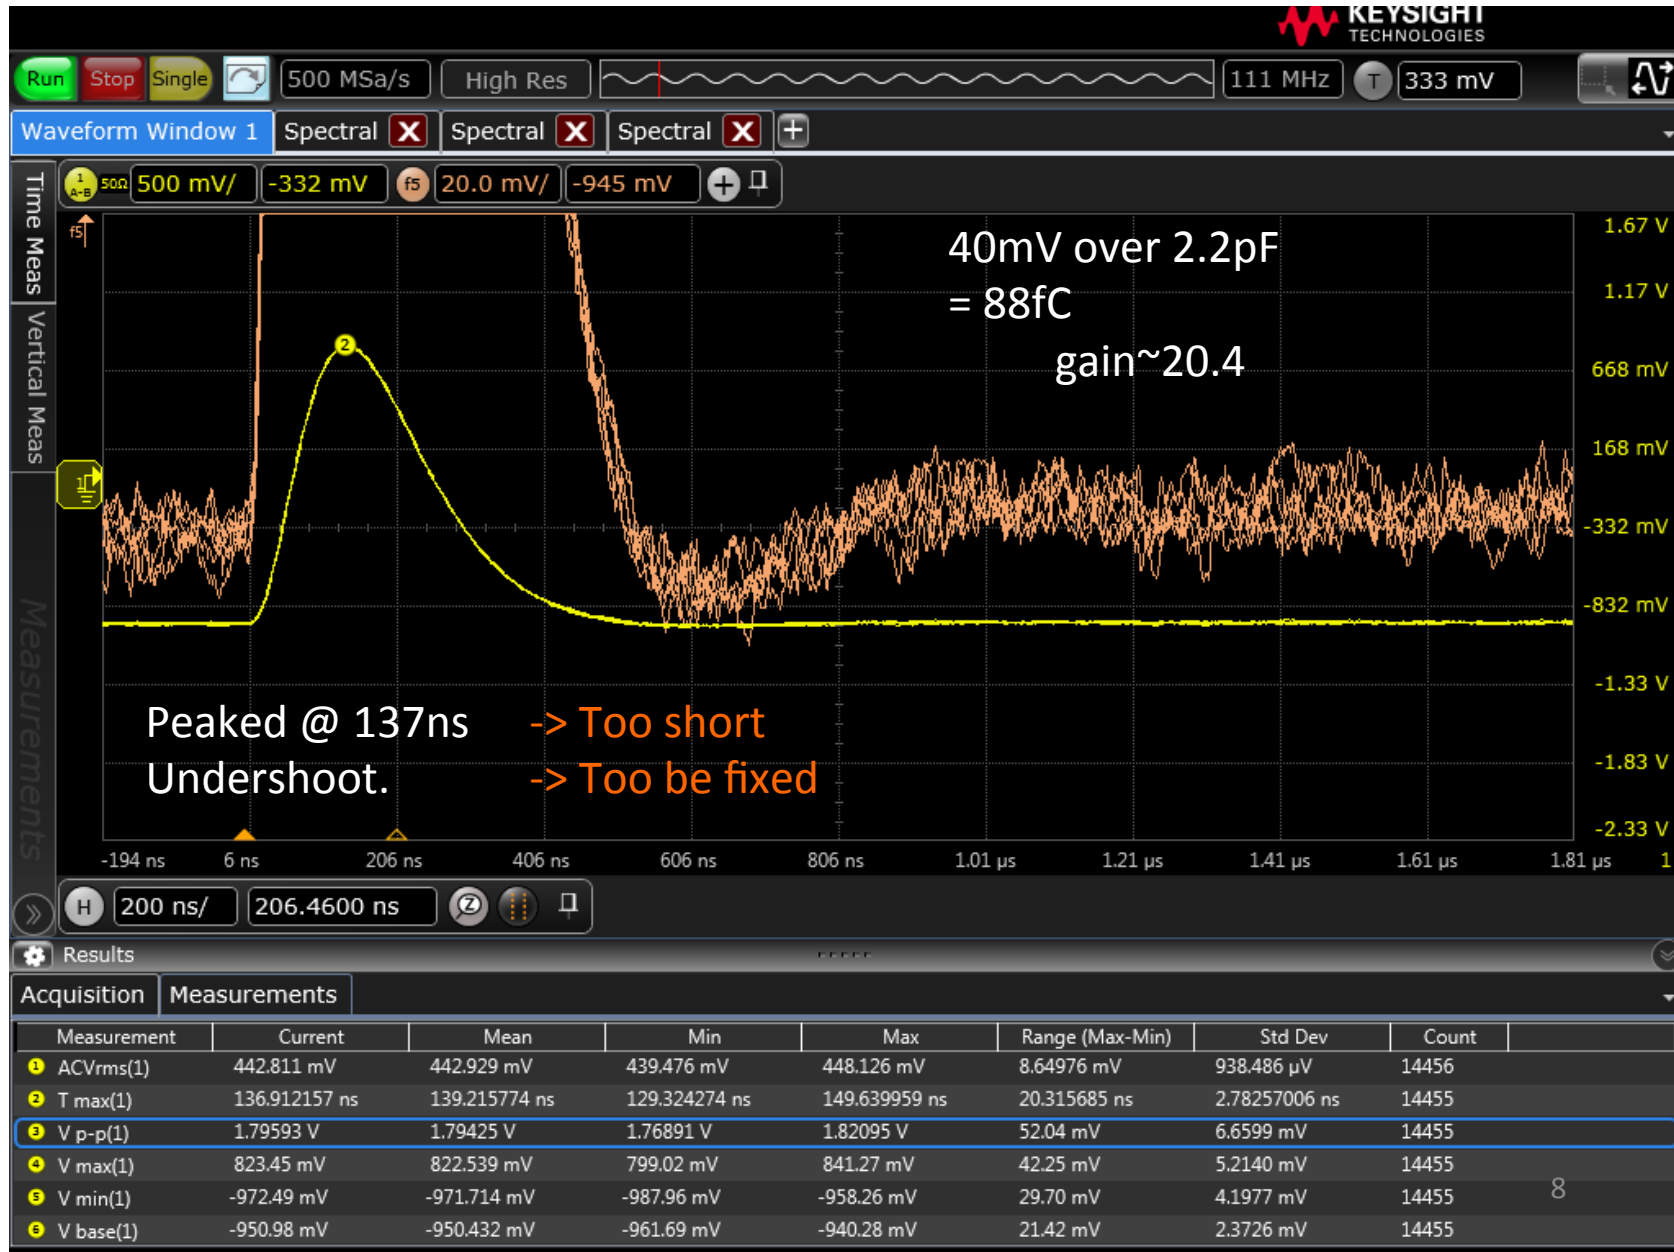 KEYSIGHT
TECHNOLOGIES
Run Stop Single 500 MSa/s High Res 111 MHz T 333 mV
Waveform Window 1 Spectral X Spectral X Spectral X +
1 A-B 50Ω 500 mV/ -332 mV f5 20.0 mV/ -945 mV +
Time Meas
Vertical Meas
Measurements
f5
1.67 V
40mV over 2.2pF
1.17 V
= 88fC
2
gain~20.4
668 mV
168 mV
1
-332 mV
-832 mV
-1.33 V
Peaked @ 137ns -> Too short
-1.83 V
Undershoot. -> Too be fixed
-2.33 V
-194 ns 6 ns 206 ns 406 ns 606 ns 806 ns 1.01 µs 1.21 µs 1.41 µs 1.61 µs 1.81 µs 1
H 200 ns/ 206.4600 ns Z
Results
Acquisition Measurements
Measurement Current Mean Min Max Range (Max-Min) Std Dev Count
1 ACVrms(1) 442.811 mV 442.929 mV 439.476 mV 448.126 mV 8.64976 mV 938.486 µV 14456
2 T max(1) 136.912157 ns 139.215774 ns 129.324274 ns 149.639959 ns 20.315685 ns 2.78257006 ns 14455
3 V p-p(1) 1.79593 V 1.79425 V 1.76891 V 1.82095 V 52.04 mV 6.6599 mV 14455
4 V max(1) 823.45 mV 822.539 mV 799.02 mV 841.27 mV 42.25 mV 5.2140 mV 14455
5 V min(1) -972.49 mV -971.714 mV -987.96 mV -958.26 mV 29.70 mV 4.1977 mV 14455
8
6 V base(1) -950.98 mV -950.432 mV -961.69 mV -940.28 mV 21.42 mV 2.3726 mV 14455